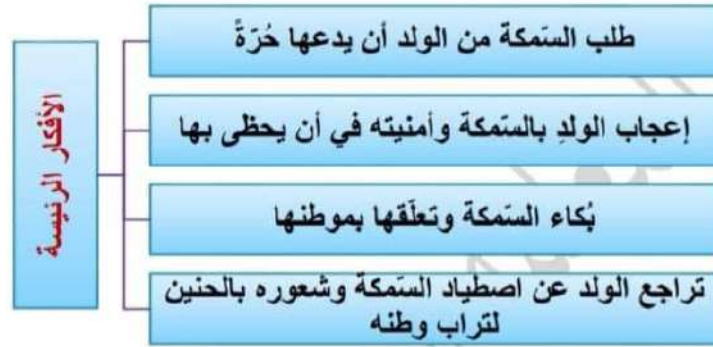 الأفكار الرئيسة
طلب السّمكة من الولد أن يدعها حُرّةً
إعجاب الولدِ بالسّمكة وأمنيته في أن يحظى بها
بُكاء السّمكة وتعلّقها بموطنها
تراجع الولد عن اصطياد السّمكة وشعوره بالحنين
لتراب وطنه